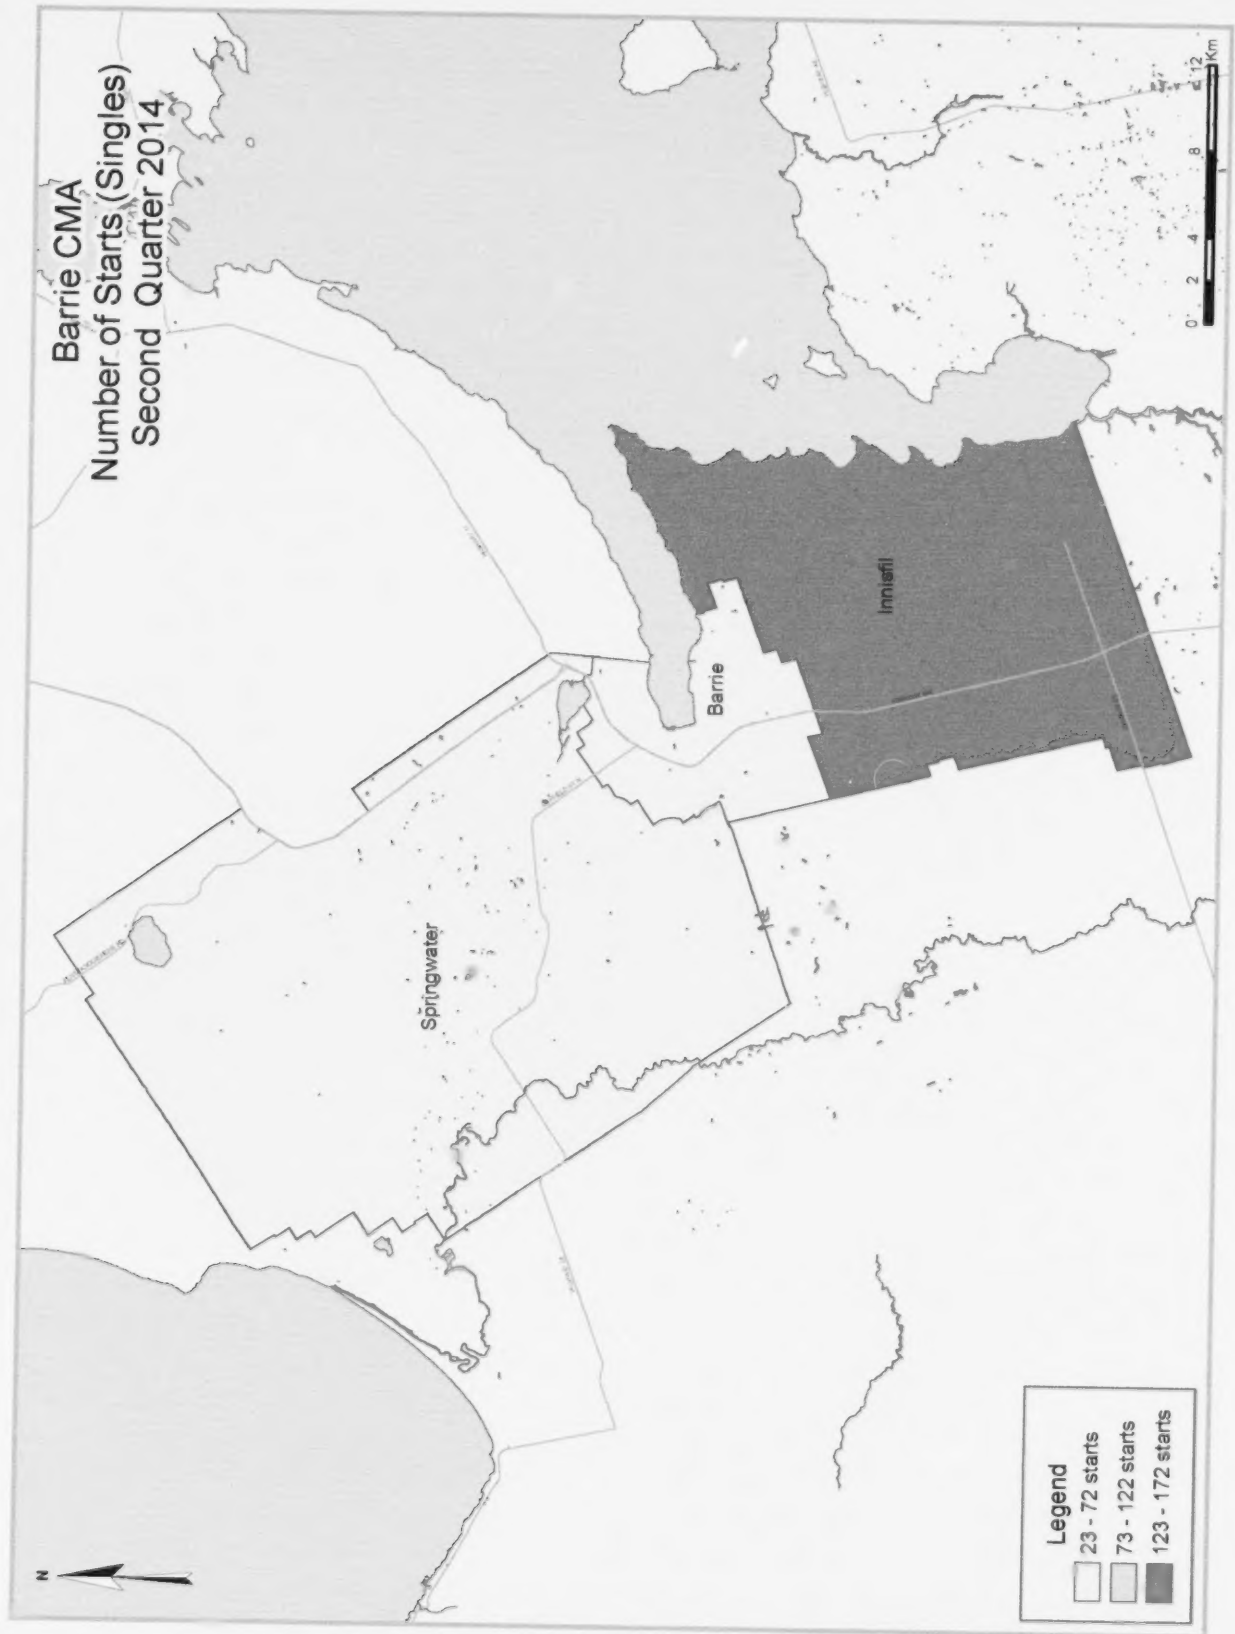 Barrie CMA
Number of Starts (Singles)
Second Quarter 2014
N
Springwater
Barrie
Innisfil
Legend
23 - 72 starts
73 - 122 starts
123 - 172 starts
0 2 4 8 12
Km